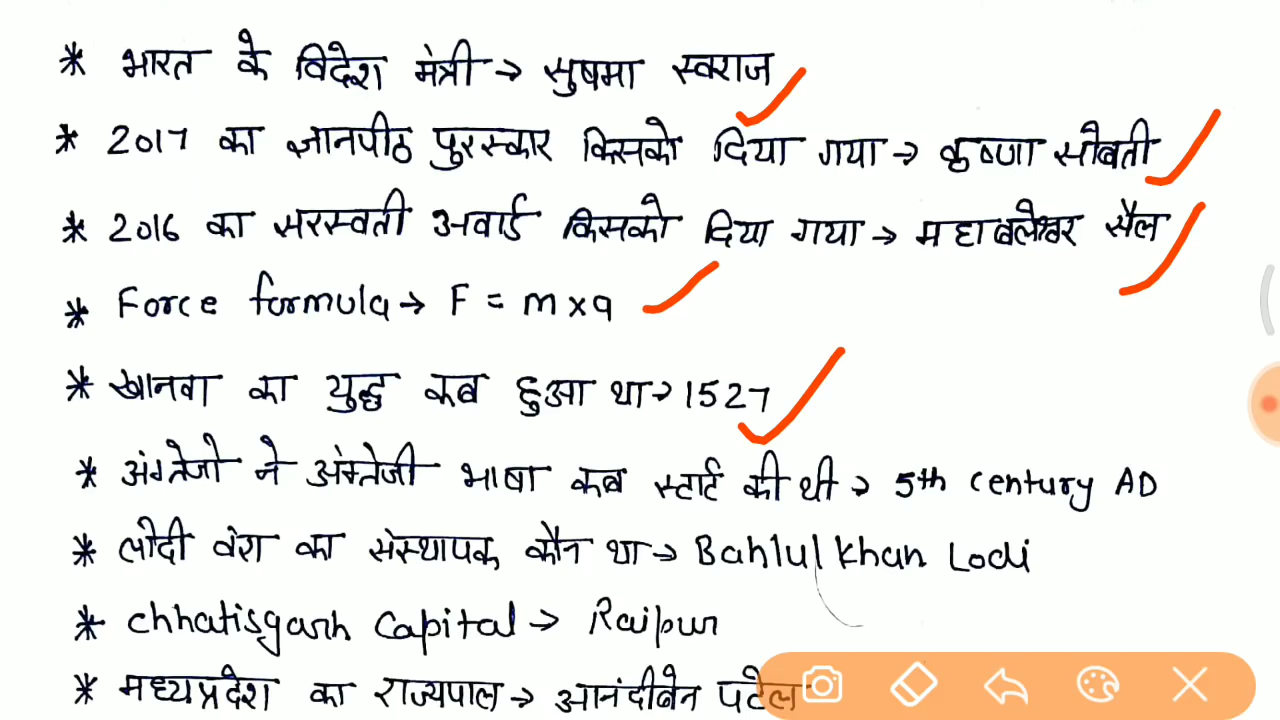 * भारत के विदेश मंत्री → सुषमा स्वराज
* 2017 का ज्ञानपीठ पुरस्कार किसको दिया गया → कृष्णा सोबती
* 2016 का सरस्वती अवार्ड किसको दिया गया → महाबलेश्वर सैल
* Force formula → F = m × a
* खानवा का युद्ध कब हुआ था → 1527
* अंग्रेजो ने अंग्रेजी भाषा कब स्टार्ट की थी → 5th century AD
* लोदी वंश का संस्थापक कौन था → Bahlul khan Lodi
* chhatisgarh capital → Raipur
* मध्यप्रदेश का राज्यपाल → आनंदीबेन पटेल